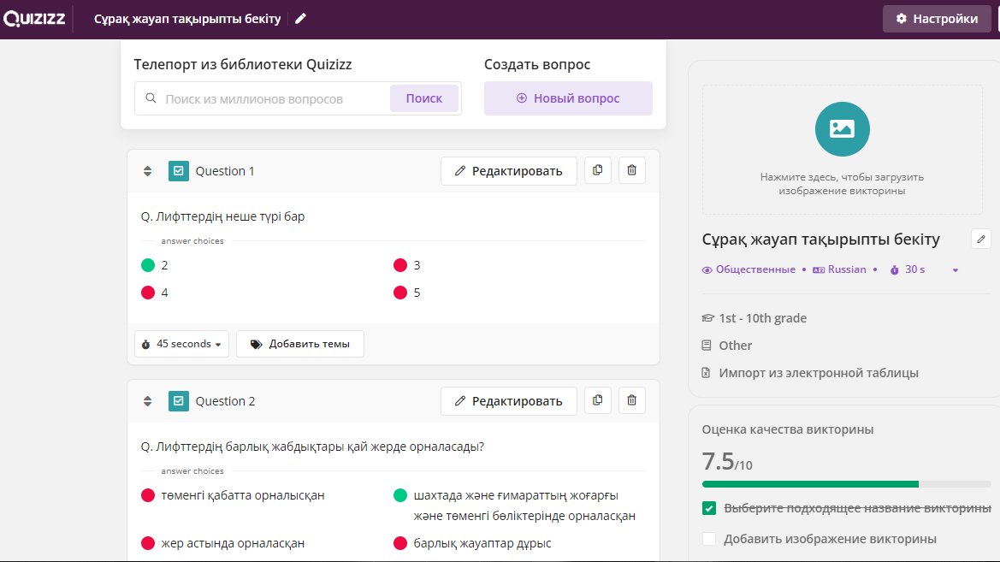 QUIZIZZ
Сұрақ жауап тақырыпты бекіту
Настройки
Телепорт из библиотеки Quizizz
Создать вопрос
Поиск из миллионов вопросов
Поиск
Новый вопрос
Question 1
Редактировать
Q. Лифттердің неше түрі бар
answer choices
2
3
4
5
45 seconds
Добавить темы
Question 2
Редактировать
Q. Лифттердің барлық жабдықтары қай жерде орналасады?
answer choices
төменгі қабатта орналысқан
шахтада және ғимараттың жоғарғы
және төменгі бөліктерінде орналасқан
жер астында орналасқан
барлық жауаптар дұрыс
Нажмите здесь, чтобы загрузить
изображение викторины
Сұрақ жауап тақырыпты бекіту
Общественные • Russian • 30 s
1st - 10th grade
Other
Импорт из электронной таблицы
Оценка качества викторины
7.5/10
Выберите подходящее название викторины
Добавить изображение викторины